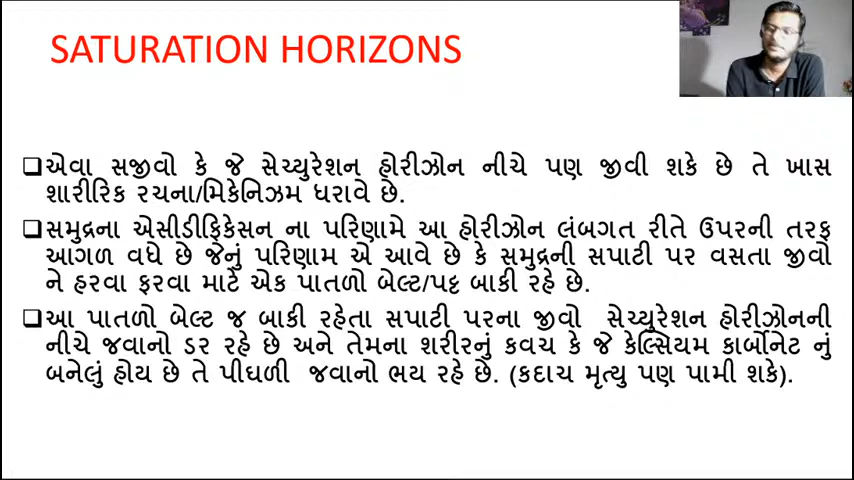 SATURATION HORIZONS
❑એવા સજીવો કે જે સેચ્યુરેશન હોરીઝોન નીચે પણ જીવી શકે છે તે ખાસ
શારીરિક રચના/મિકેનિઝમ ધરાવે છે.
❑સમુદ્રના એસીડીફિકેસન ના પરિણામે આ હોરીઝોન લંબગત રીતે ઉપરની તરફ
આગળ વધે છે જેનું પરિણામ એ આવે છે કે સમુદ્રની સપાટી પર વસતા જીવો
ને હરવા ફરવા માટે એક પાતળો બેલ્ટ/પટ્ટ બાકી રહે છે.
❑આ પાતળો બેલ્ટ જ બાકી રહેતા સપાટી પરના જીવો સેચ્યુરેશન હોરીઝોનની
નીચે જવાનો ડર રહે છે અને તેમના શરીરનું કવચ કે જે કેલ્સિયમ કાર્બોનેટ નું
બનેલું હોય છે તે પીઘળી જવાનો ભય રહે છે. (કદાચ મૃત્યુ પણ પામી શકે).